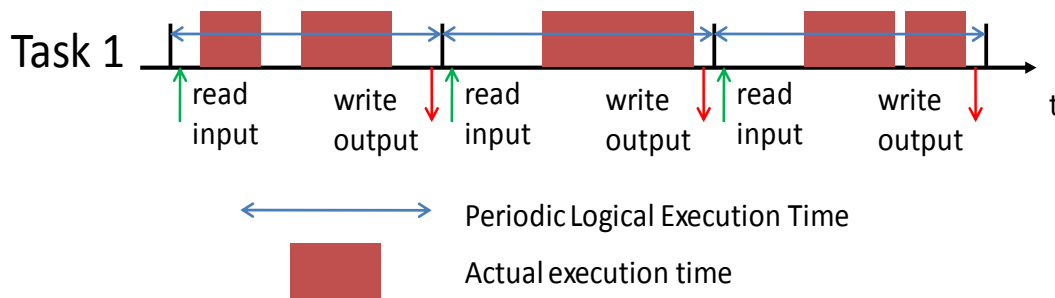 Task 1
read
input
write
output
read
input
write
output
read
input
write
output
t
Periodic Logical Execution Time
Actual execution time